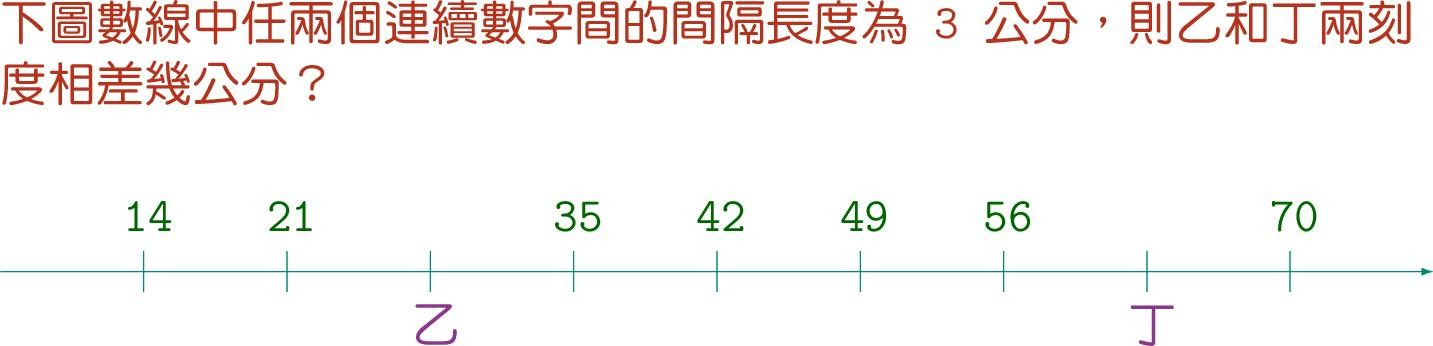 下圖數線中任兩個連續數字間的間隔長度為 3 公分，則乙和丁兩刻
度相差幾公分？
14 21 35 42 49 56 70
乙 丁